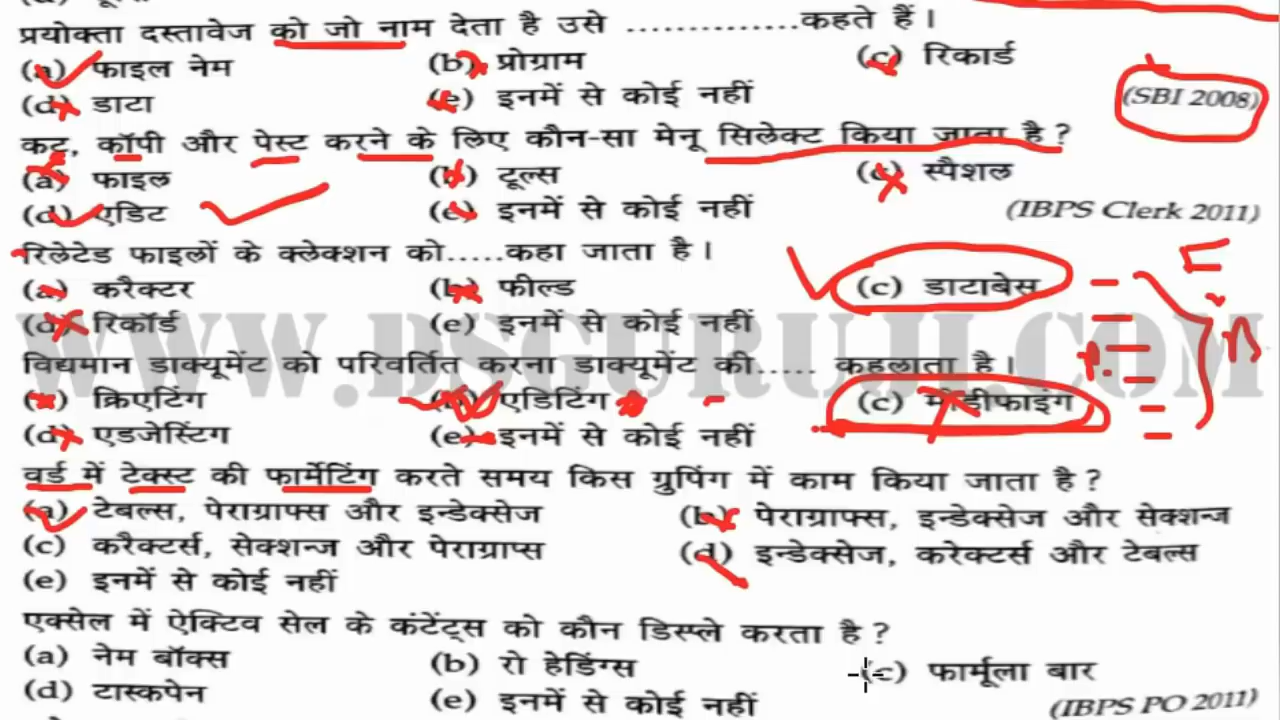 प्रयोक्ता दस्तावेज को जो नाम देता है उसे ..............कहते हैं।
(a) फाइल नेम (b) प्रोग्राम (c) रिकार्ड
(d) डाटा (e) इनमें से कोई नहीं (SBI 2008)
कट, कॉपी और पेस्ट करने के लिए कौन-सा मेनू सिलेक्ट किया जाता है ?
(a) फाइल (b) टूल्स (c) स्पैशल
(d) एडिट (e) इनमें से कोई नहीं (IBPS Clerk 2011)
रिलेटेड फाइलों के क्लेक्शन को.....कहा जाता है।
(a) करैक्टर (b) फील्ड (c) डाटाबेस
(d) रिकॉर्ड (e) इनमें से कोई नहीं
WWW.DSGURUJI.COM
विद्यमान डाक्यूमेंट को परिवर्तित करना डाक्यूमेंट की..... कहलाता है।
(a) क्रिएटिंग (b) एडिटिंग (c) मोडीफाइंग
(d) एडजेस्टिंग (e) इनमें से कोई नहीं
वर्ड में टेक्स्ट की फार्मेटिंग करते समय किस ग्रुपिंग में काम किया जाता है ?
(a) टेबल्स, पेराग्राफ्स और इन्डेक्सेज (b) पेराग्राफ्स, इन्डेक्सेज और सेक्शन्ज
(c) करैक्टर्स, सेक्शन्ज और पेराग्राप्स (d) इन्डेक्सेज, करेक्टर्स और टेबल्स
(e) इनमें से कोई नहीं
एक्सेल में ऐक्टिव सेल के कंटेंट्स को कौन डिस्प्ले करता है ?
(a) नेम बॉक्स (b) रो हेडिंग्स (c) फार्मूला बार
(d) टास्कपेन (e) इनमें से कोई नहीं (IBPS PO 2011)